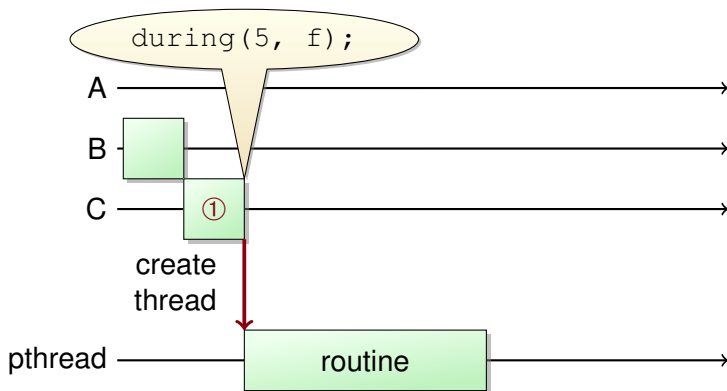 during(5, f);
A
B
C
①
create
thread
pthread
routine